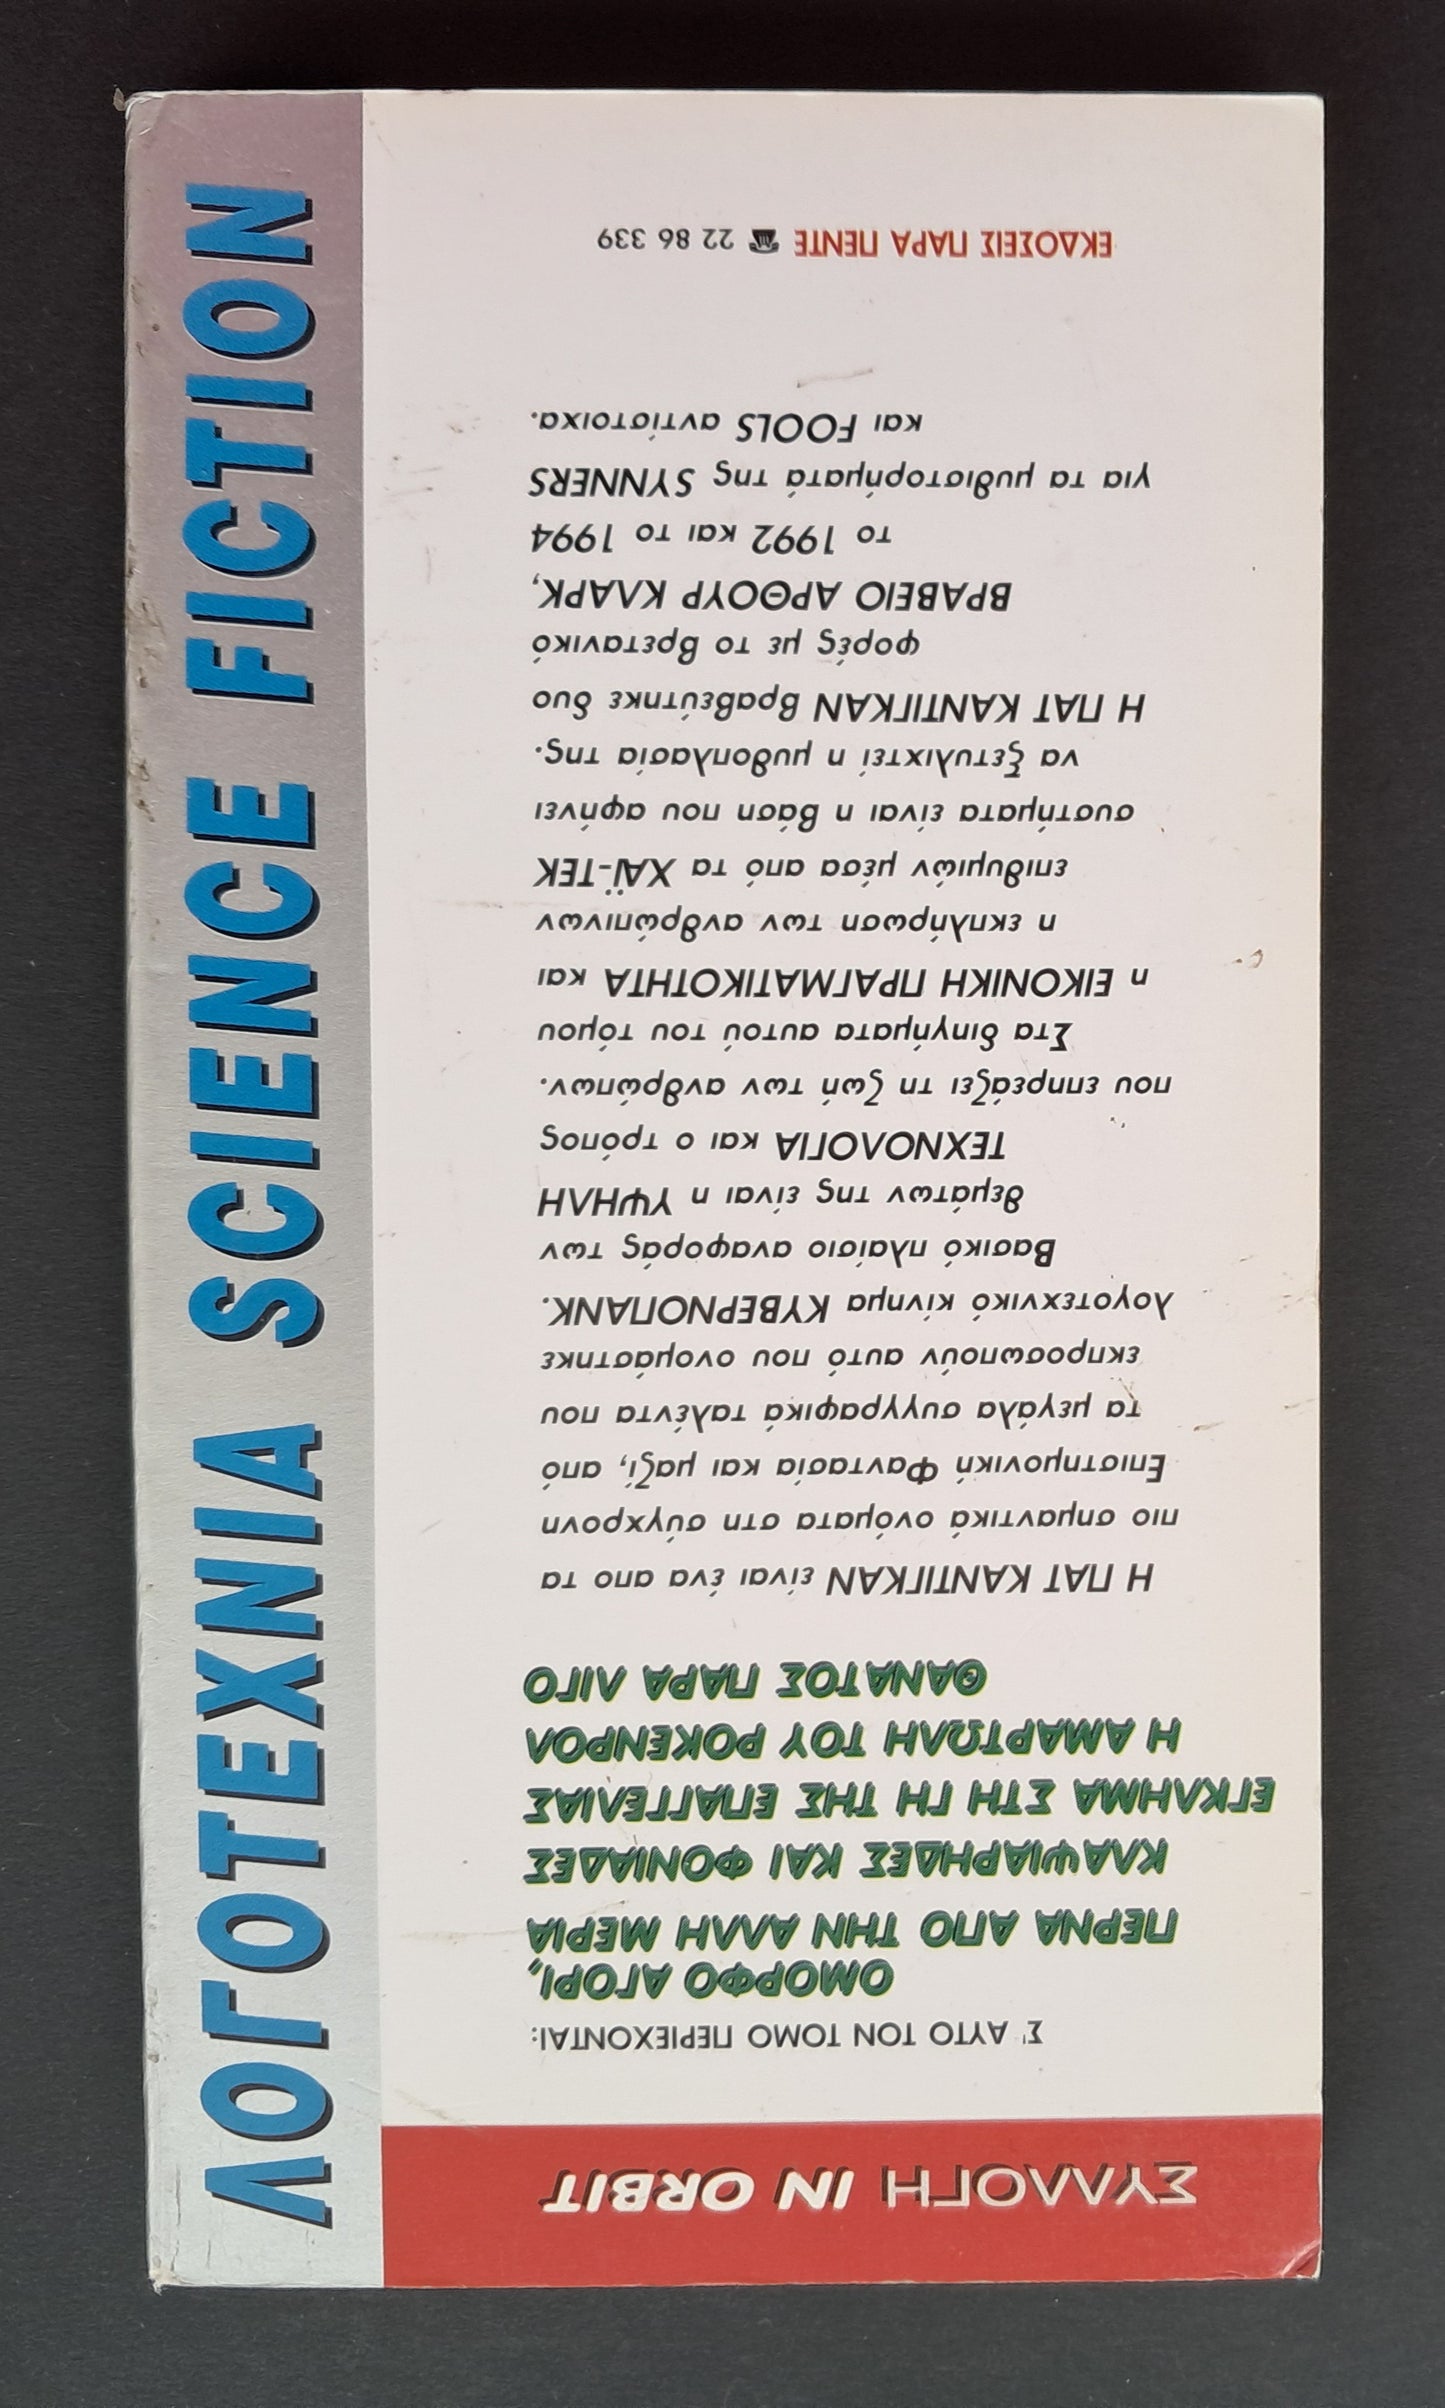 ΣΥΛΛΟΓΗ IN ORBIT
Σ' ΑΥΤΟ ΤΟΝ ΤΟΜΟ ΠΕΡΙΕΧΟΝΤΑΙ:
ΟΜΟΡΦΟ ΑΓΟΡΙ,
ΠΕΡΝΑ ΑΠΟ ΤΗΝ ΑΛΛΗ ΜΕΡΙΑ
ΚΛΑΨΙΑΡΗΔΕΣ ΚΑΙ ΦΟΝΙΑΔΕΣ
ΕΓΚΛΗΜΑ ΣΤΗ ΓΗ ΤΗΣ ΕΠΑΓΓΕΛΙΑΣ
Η ΑΜΑΡΤΩΛΗ ΤΟΥ ΡΟΚΕΝΡΟΛ
ΘΑΝΑΤΟΣ ΠΑΡΑ ΛΙΓΟ
Η ΠΑΤ ΚΑΝΤΙΓΚΑΝ είναι ένα απο τα
πιο σημαντικά ονόματα στη σύγχρονη
Επιστημονική Φαντασία και μαζί, από
τα μεγάλα συγγραφικά ταλέντα που
εκπροσωπούν αυτό που ονομάστηκε
λογοτεχνικό κίνημα ΚΥΒΕΡΝΟΠΑΝΚ.
Βασικό πλαίσιο αναφοράς των
θεμάτων της είναι η ΥΨΗΛΗ
ΤΕΧΝΟΛΟΓΙΑ και ο τρόπος
που επηρεάζει τη ζωή των ανθρώπων.
Στα διηγήματα αυτού του τόμου
η ΕΙΚΟΝΙΚΗ ΠΡΑΓΜΑΤΙΚΟΤΗΤΑ και
η εκπλήρωση των ανθρώπινων
επιθυμιών μέσα από τα ΧΑΪ-ΤΕΚ
συστήματα είναι η βάση που αφήνει
να ξετυλιχτεί η μυθοπλασία της.
Η ΠΑΤ ΚΑΝΤΙΓΚΑΝ βραβεύτηκε δυο
φορές με το βρετανικό
ΒΡΑΒΕΙΟ ΑΡΘΟΥΡ ΚΛΑΡΚ,
το 1992 και το 1994
για τα μυθιστορήματά της SYNNERS
και FOOLS αντίστοιχα.
ΕΚΔΟΣΕΙΣ ΠΑΡΑ ΠΕΝΤΕ ☎ 22 86 339
ΛΟΓΟΤΕΧΝΙΑ SCIENCE FICTION